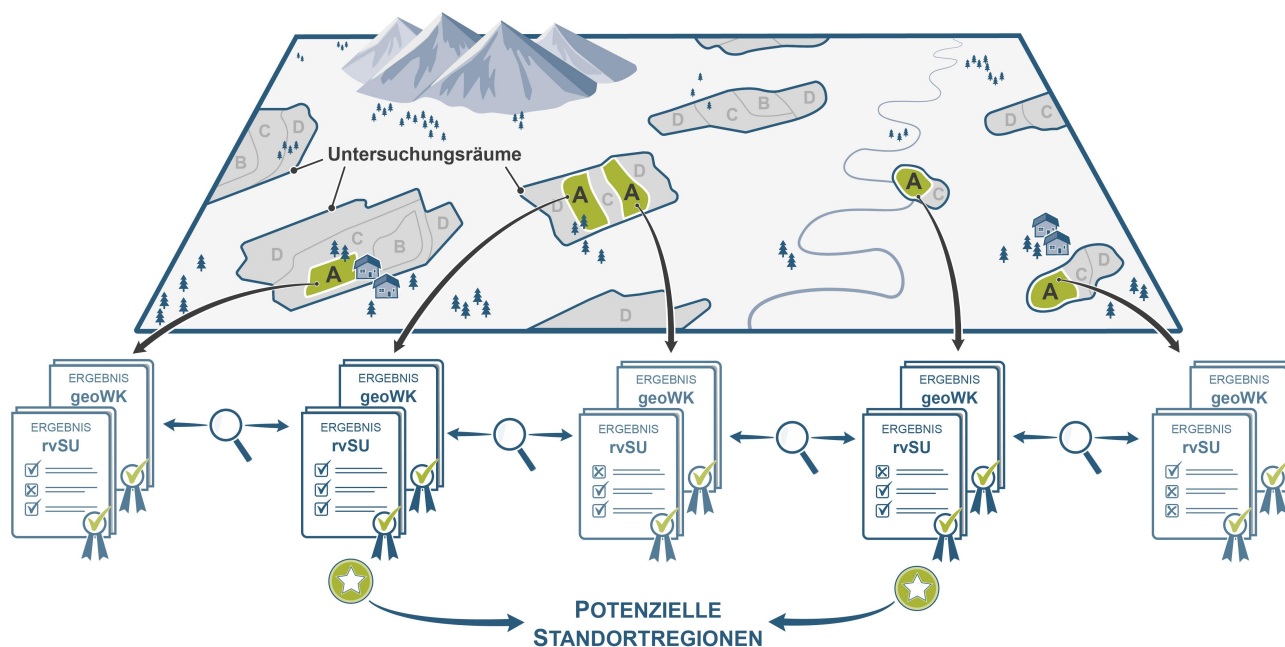 D
C
B
D
D
C
B
D
Untersuchungsräume
D
A
C
A
D
A
C
D
C
B
D
A
D
C
B
D
A
C
D
D
ERGEBNIS
geoWK
ERGEBNIS
rvSU
ERGEBNIS
geoWK
ERGEBNIS
rvSU
ERGEBNIS
geoWK
ERGEBNIS
rvSU
ERGEBNIS
geoWK
ERGEBNIS
rvSU
ERGEBNIS
geoWK
ERGEBNIS
rvSU
POTENZIELLE
STANDORTREGIONEN